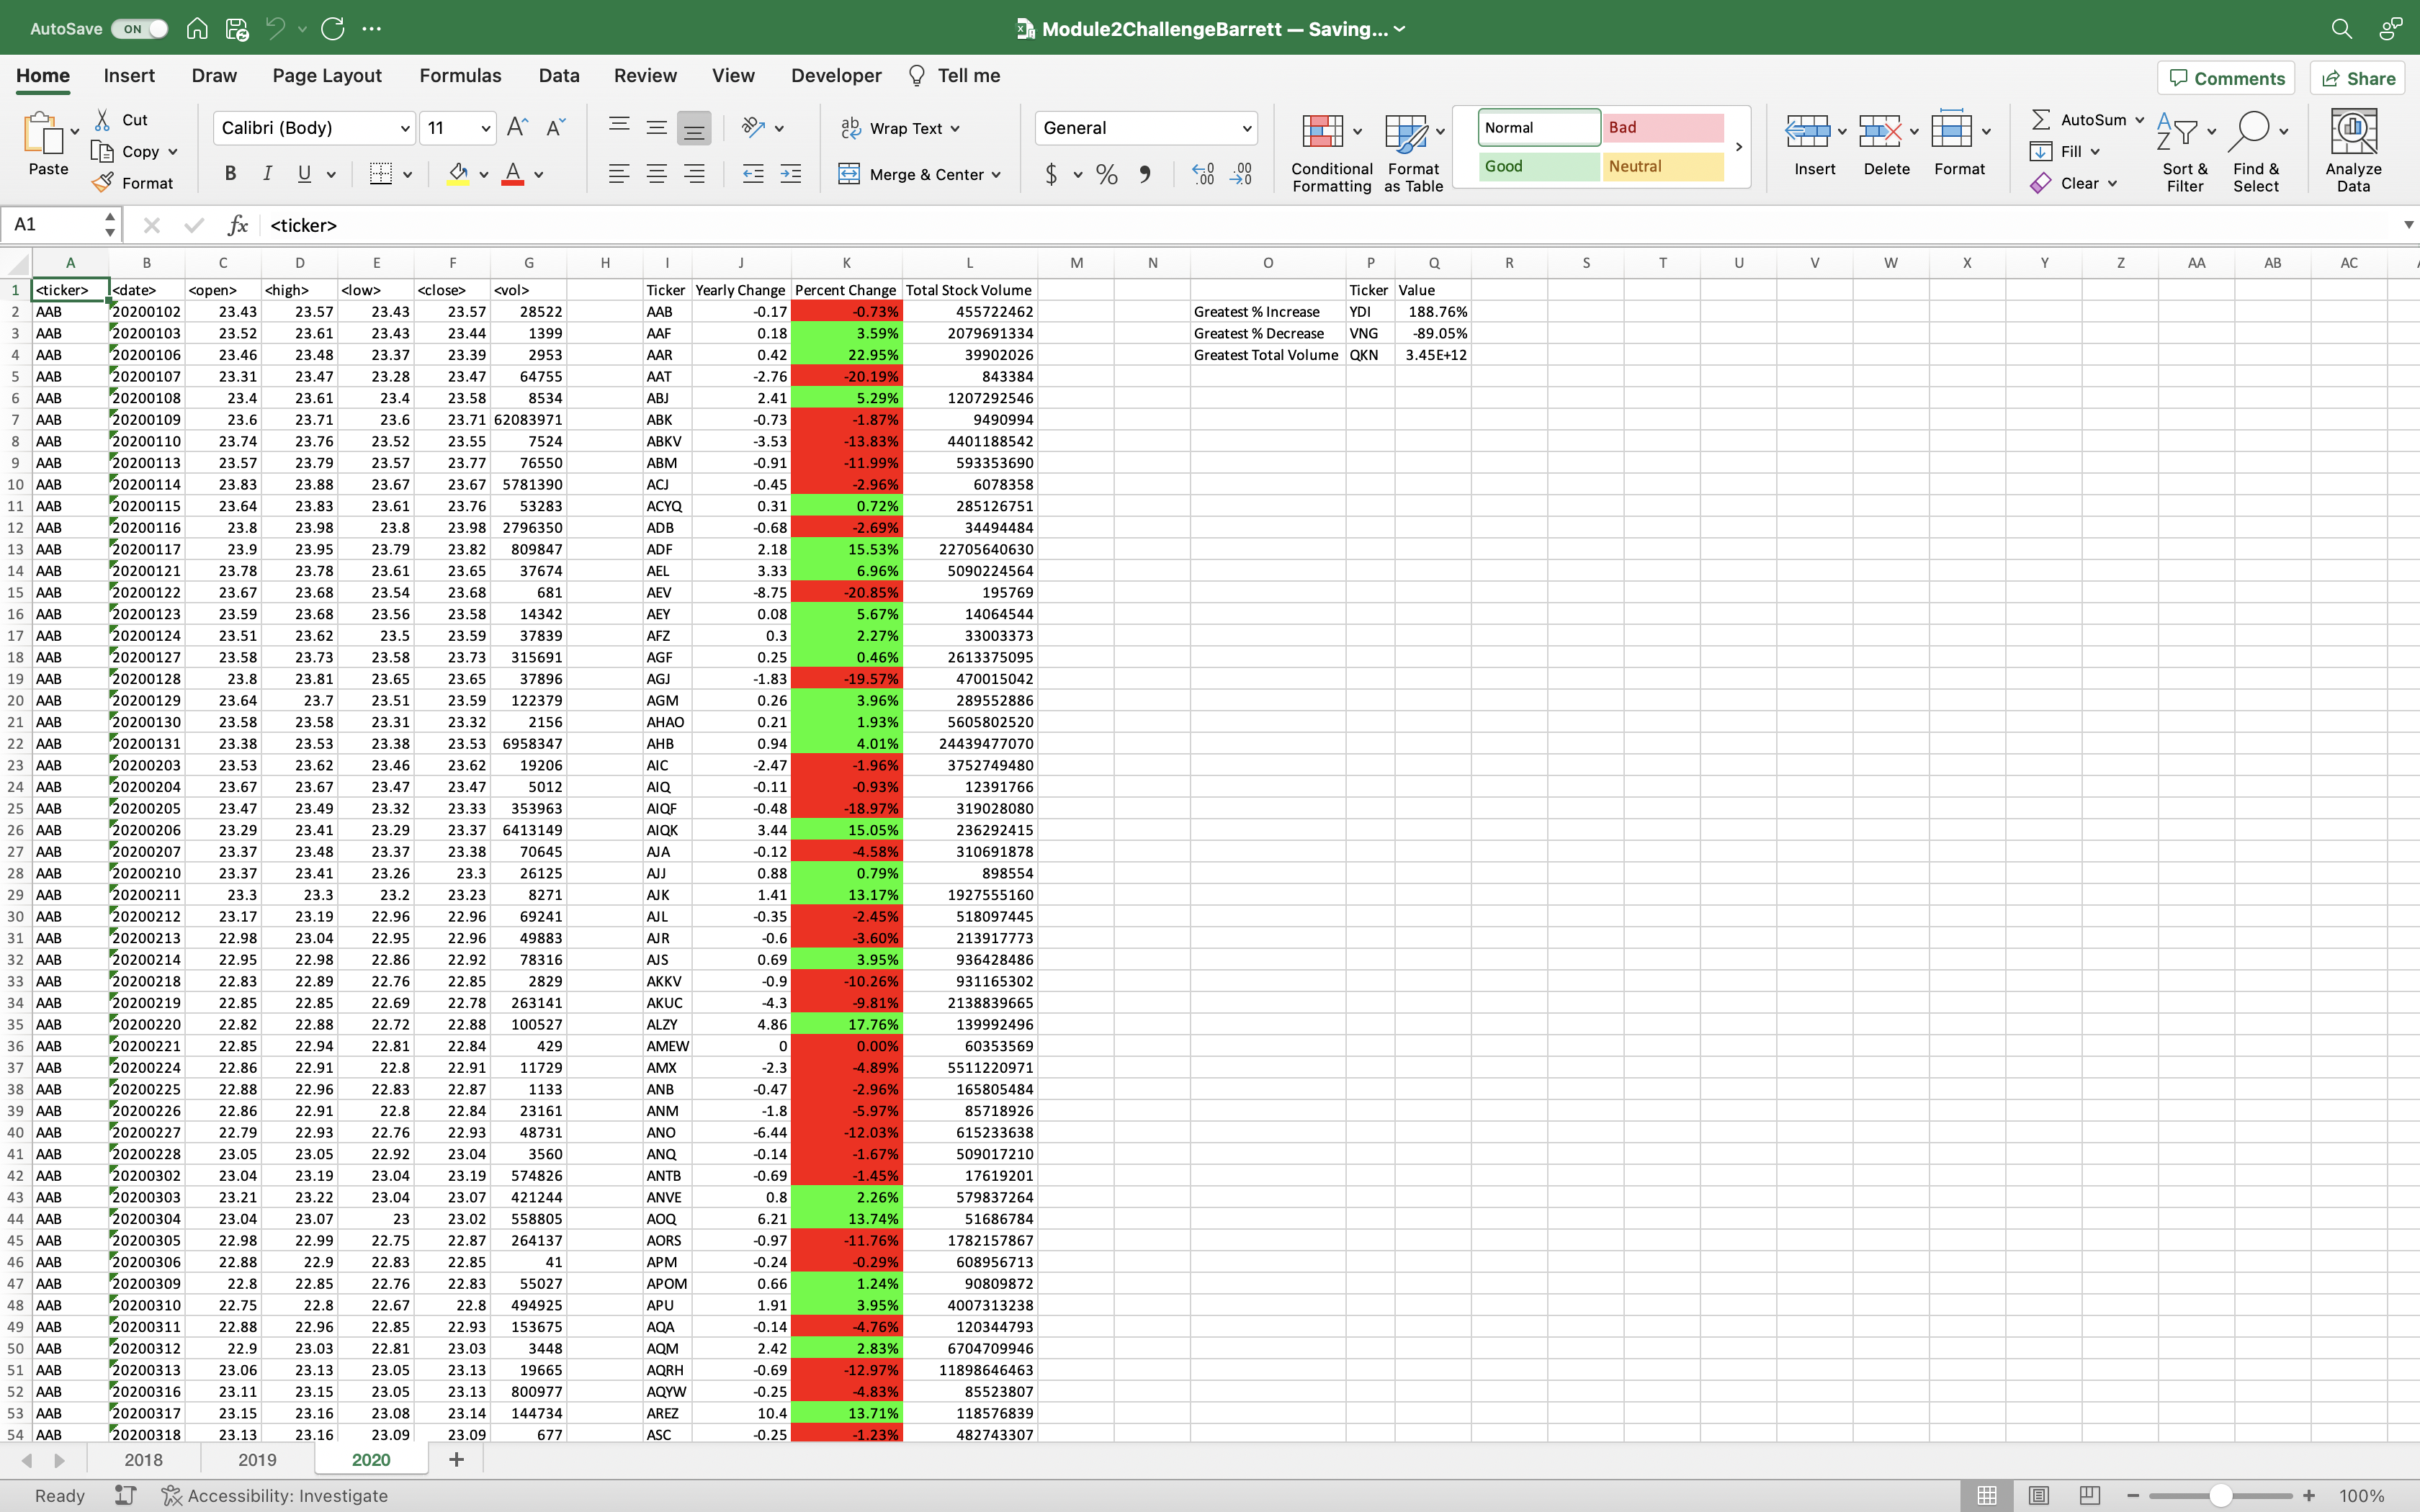 AutoSave ON Module2ChallengeBarrett — Saving...
Home Insert Draw Page Layout Formulas Data Review View Developer Tell me Comments Share
Paste Cut Copy Format Calibri (Body) 11 Wrap Text Merge & Center General Conditional Formatting Format as Table Normal Bad Good Neutral Insert Delete Format AutoSum Fill Clear Sort & Filter Find & Select Analyze Data
A1 fx <ticker>
A B C D E F G H I J K L M N O P Q R S T U V W X Y Z AA AB AC
1 <ticker> <date> <open> <high> <low> <close> <vol> Ticker Yearly Change Percent Change Total Stock Volume Ticker Value
2 AAB 20200102 23.43 23.57 23.43 23.57 28522 AAB -0.17 -0.73% 455722462 Greatest % Increase YDI 188.76%
3 AAB 20200103 23.52 23.61 23.43 23.44 1399 AAF 0.18 3.59% 2079691334 Greatest % Decrease VNG -89.05%
4 AAB 20200106 23.46 23.48 23.37 23.39 2953 AAR 0.42 22.95% 39902026 Greatest Total Volume QKN 3.45E+12
5 AAB 20200107 23.31 23.47 23.28 23.47 64755 AAT -2.76 -20.19% 843384
6 AAB 20200108 23.4 23.61 23.4 23.58 8534 ABJ 2.41 5.29% 1207292546
7 AAB 20200109 23.6 23.71 23.6 23.71 62083971 ABK -0.73 -1.87% 9490994
8 AAB 20200110 23.74 23.76 23.52 23.55 7524 ABKV -3.53 -13.83% 4401188542
9 AAB 20200113 23.57 23.79 23.57 23.77 76550 ABM -0.91 -11.99% 593353690
10 AAB 20200114 23.83 23.88 23.67 23.67 5781390 ACJ -0.45 -2.96% 6078358
11 AAB 20200115 23.64 23.83 23.61 23.76 53283 ACYQ 0.31 0.72% 285126751
12 AAB 20200116 23.8 23.98 23.8 23.98 2796350 ADB -0.68 -2.69% 34494484
13 AAB 20200117 23.9 23.95 23.79 23.82 809847 ADF 2.18 15.53% 22705640630
14 AAB 20200121 23.78 23.78 23.61 23.65 37674 AEL 3.33 6.96% 5090224564
15 AAB 20200122 23.67 23.68 23.54 23.68 681 AEV -8.75 -20.85% 195769
16 AAB 20200123 23.59 23.68 23.56 23.58 14342 AEY 0.08 5.67% 14064544
17 AAB 20200124 23.51 23.62 23.5 23.59 37839 AFZ 0.3 2.27% 33003373
18 AAB 20200127 23.58 23.73 23.58 23.73 315691 AGF 0.25 0.46% 2613375095
19 AAB 20200128 23.8 23.81 23.65 23.65 37896 AGJ -1.83 -19.57% 470015042
20 AAB 20200129 23.64 23.7 23.51 23.59 122379 AGM 0.26 3.96% 289552886
21 AAB 20200130 23.58 23.58 23.31 23.32 2156 AHAO 0.21 1.93% 5605802520
22 AAB 20200131 23.38 23.53 23.38 23.53 6958347 AHB 0.94 4.01% 24439477070
23 AAB 20200203 23.53 23.62 23.46 23.62 19206 AIC -2.47 -1.96% 3752749480
24 AAB 20200204 23.67 23.67 23.47 23.47 5012 AIQ -0.11 -0.93% 12391766
25 AAB 20200205 23.47 23.49 23.32 23.33 353963 AIQF -0.48 -18.97% 319028080
26 AAB 20200206 23.29 23.41 23.29 23.37 6413149 AIQK 3.44 15.05% 236292415
27 AAB 20200207 23.37 23.48 23.37 23.38 70645 AJA -0.12 -4.58% 310691878
28 AAB 20200210 23.37 23.41 23.26 23.3 26125 AJJ 0.88 0.79% 898554
29 AAB 20200211 23.3 23.3 23.2 23.23 8271 AJK 1.41 13.17% 1927555160
30 AAB 20200212 23.17 23.19 22.96 22.96 69241 AJL -0.35 -2.45% 518097445
31 AAB 20200213 22.98 23.04 22.95 22.96 49883 AJR -0.6 -3.60% 213917773
32 AAB 20200214 22.95 22.98 22.86 22.92 78316 AJS 0.69 3.95% 936428486
33 AAB 20200218 22.83 22.89 22.76 22.85 2829 AKKV -0.9 -10.26% 931165302
34 AAB 20200219 22.85 22.85 22.69 22.78 263141 AKUC -4.3 -9.81% 2138839665
35 AAB 20200220 22.82 22.88 22.72 22.88 100527 ALZY 4.86 17.76% 139992496
36 AAB 20200221 22.85 22.94 22.81 22.84 429 AMEW 0 0.00% 60353569
37 AAB 20200224 22.86 22.91 22.8 22.91 11729 AMX -2.3 -4.89% 5511220971
38 AAB 20200225 22.88 22.96 22.83 22.87 1133 ANB -0.47 -2.96% 165805484
39 AAB 20200226 22.86 22.91 22.8 22.84 23161 ANM -1.8 -5.97% 85718926
40 AAB 20200227 22.79 22.93 22.76 22.93 48731 ANO -6.44 -12.03% 615233638
41 AAB 20200228 23.05 23.05 22.92 23.04 3560 ANQ -0.14 -1.67% 509017210
42 AAB 20200302 23.04 23.19 23.04 23.19 574826 ANTB -0.69 -1.45% 17619201
43 AAB 20200303 23.21 23.22 23.04 23.07 421244 ANVE 0.8 2.26% 579837264
44 AAB 20200304 23.04 23.07 23 23.02 558805 AOQ 6.21 13.74% 51686784
45 AAB 20200305 22.98 22.99 22.75 22.87 264137 AORS -0.97 -11.76% 1782157867
46 AAB 20200306 22.88 22.9 22.83 22.85 41 APM -0.24 -0.29% 608956713
47 AAB 20200309 22.8 22.85 22.76 22.83 55027 APOM 0.66 1.24% 90809872
48 AAB 20200310 22.75 22.8 22.67 22.8 494925 APU 1.91 3.95% 4007313238
49 AAB 20200311 22.88 22.96 22.85 22.93 153675 AQA -0.14 -4.76% 120344793
50 AAB 20200312 22.9 23.03 22.81 23.03 3448 AQM 2.42 2.83% 6704709946
51 AAB 20200313 23.06 23.13 23.05 23.13 19665 AQRH -0.69 -12.97% 11898646463
52 AAB 20200316 23.11 23.15 23.05 23.13 800977 AQYW -0.25 -4.83% 85523807
53 AAB 20200317 23.15 23.16 23.08 23.14 144734 AREZ 10.4 13.71% 118576839
54 AAB 20200318 23.13 23.16 23.09 23.09 677 ASC -0.25 -1.23% 482743307
2018 2019 2020 +
Ready Accessibility: Investigate 100%